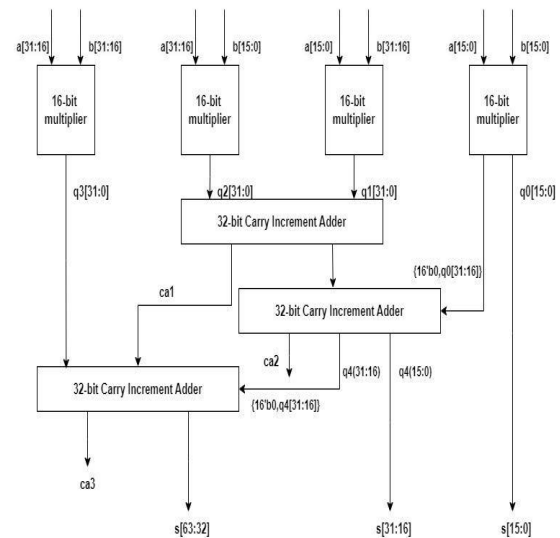 a[31:16] b[31:16] a[31:16] b[15:0] a[15:0] b[31:16] a[15:0] b[15:0]
16-bit
multiplier
16-bit
multiplier
16-bit
multiplier
16-bit
multiplier
q3[31:0] q2[31:0] q1[31:0] q0[15:0]
32-bit Carry Increment Adder
{16'b0,q0[31:16]}
ca1
32-bit Carry Increment Adder
ca2 q4(31:16) q4(15:0)
32-bit Carry Increment Adder
{16'b0,q4[31:16]}
ca3
s[63:32] s[31:16] s[15:0]